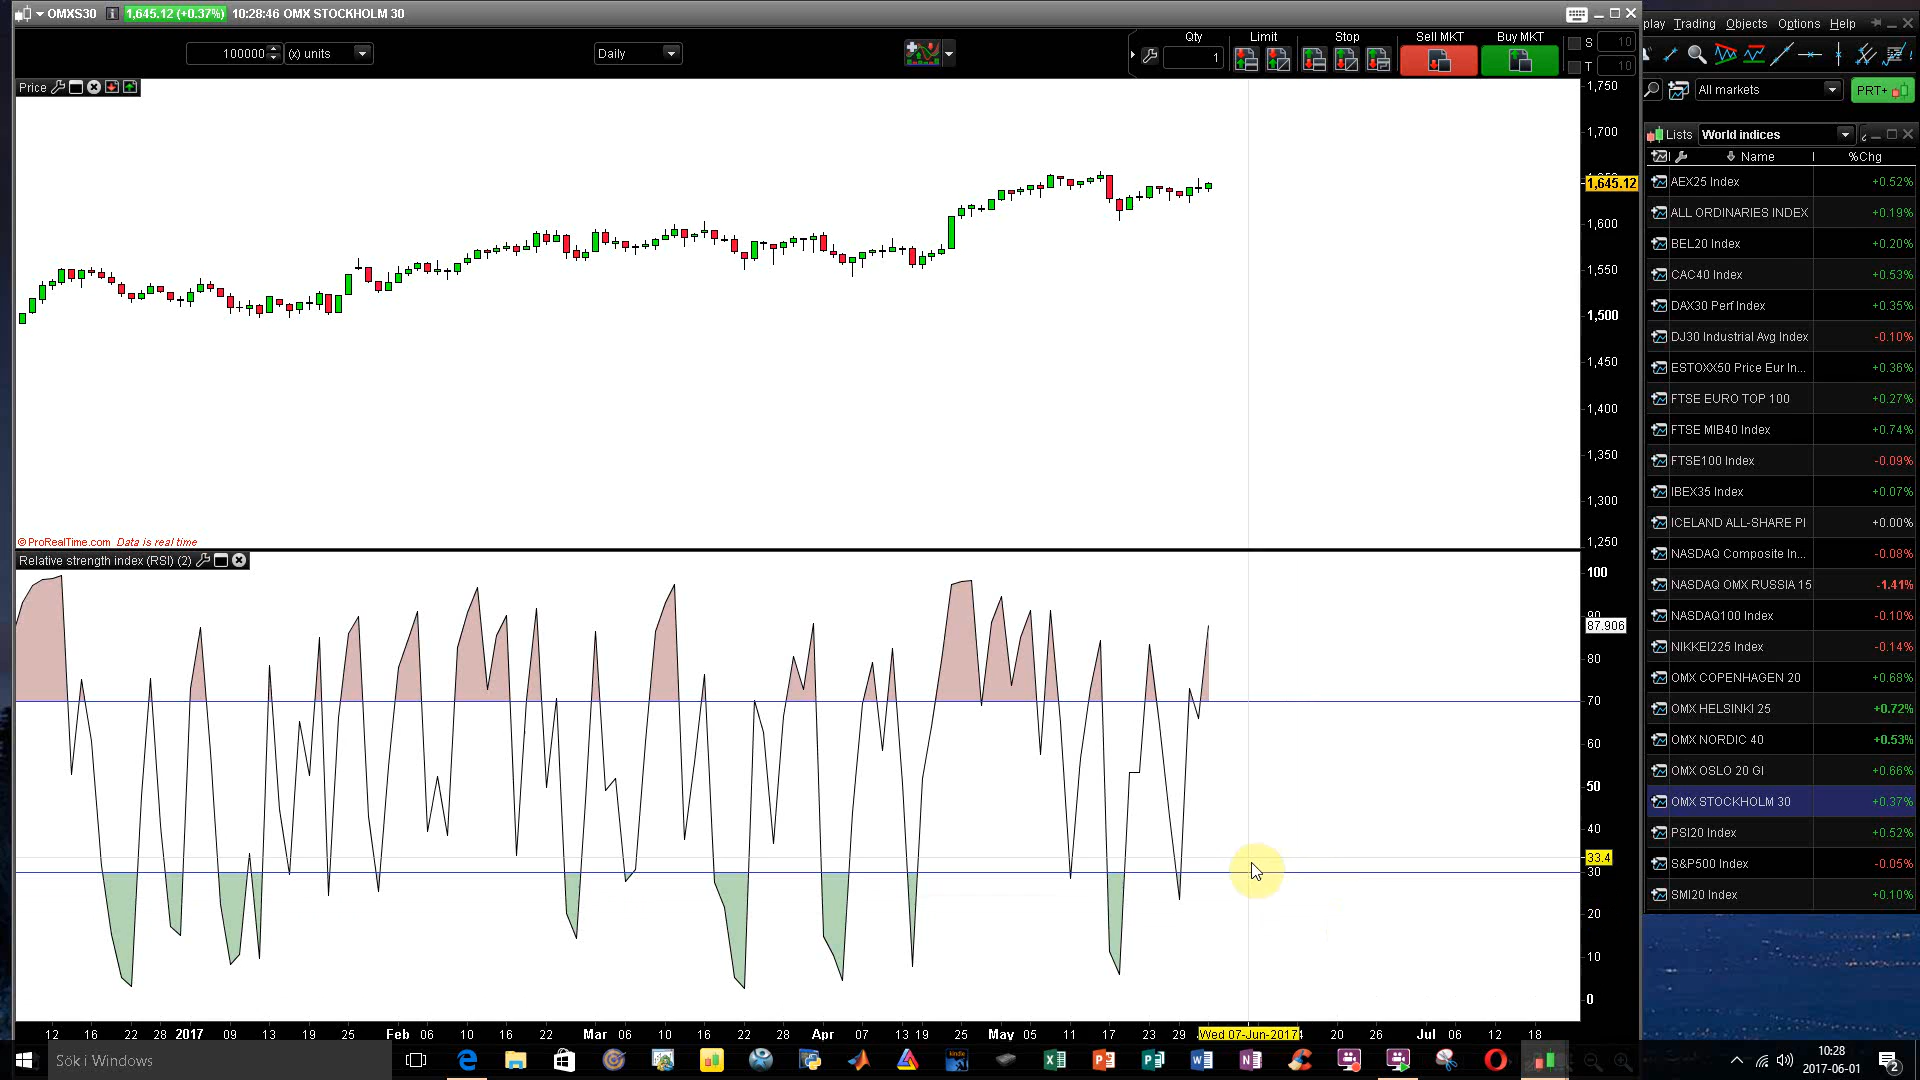 OMXS30 1,645.12 (+0.37%) 10:28:46 OMX STOCKHOLM 30
play Trading Objects Options Help
100000 (x) units Daily
Qty Limit Stop Sell MKT Buy MKT
1
S 10
T 10
All markets PRT+
Price
Lists World indices
Name %Chg
AEX25 Index +0.52%
ALL ORDINARIES INDEX +0.19%
BEL20 Index +0.20%
CAC40 Index +0.53%
DAX30 Perf Index +0.35%
DJ30 Industrial Avg Index -0.10%
ESTOXX50 Price Eur In... +0.36%
FTSE EURO TOP 100 +0.27%
FTSE MIB40 Index +0.74%
FTSE100 Index -0.09%
IBEX35 Index +0.07%
ICELAND ALL-SHARE PI +0.00%
NASDAQ Composite In... -0.08%
NASDAQ OMX RUSSIA 15 -1.41%
NASDAQ100 Index -0.10%
NIKKEI225 Index -0.14%
OMX COPENHAGEN 20 +0.68%
OMX HELSINKI 25 +0.72%
OMX NORDIC 40 +0.53%
OMX OSLO 20 GI +0.66%
OMX STOCKHOLM 30 +0.37%
PSI20 Index +0.52%
S&P500 Index -0.05%
SMI20 Index +0.10%
1,750
1,700
1,645.12
1,600
1,550
1,500
1,450
1,400
1,350
1,300
1,250
© ProRealTime.com Data is real time
Relative strength index (RSI) (2)
100
90
87.906
80
70
60
50
40
33.4
30
20
10
0
12 16 22 28 2017 09 13 19 25 Feb 06 10 16 22 Mar 06 10 16 22 28 Apr 07 13 19 25 May 05 11 17 23 29 Wed 07-Jun-2017 14 20 26 Jul 06 12 18
Sök i Windows
kindle
10:28
2017-06-01
2